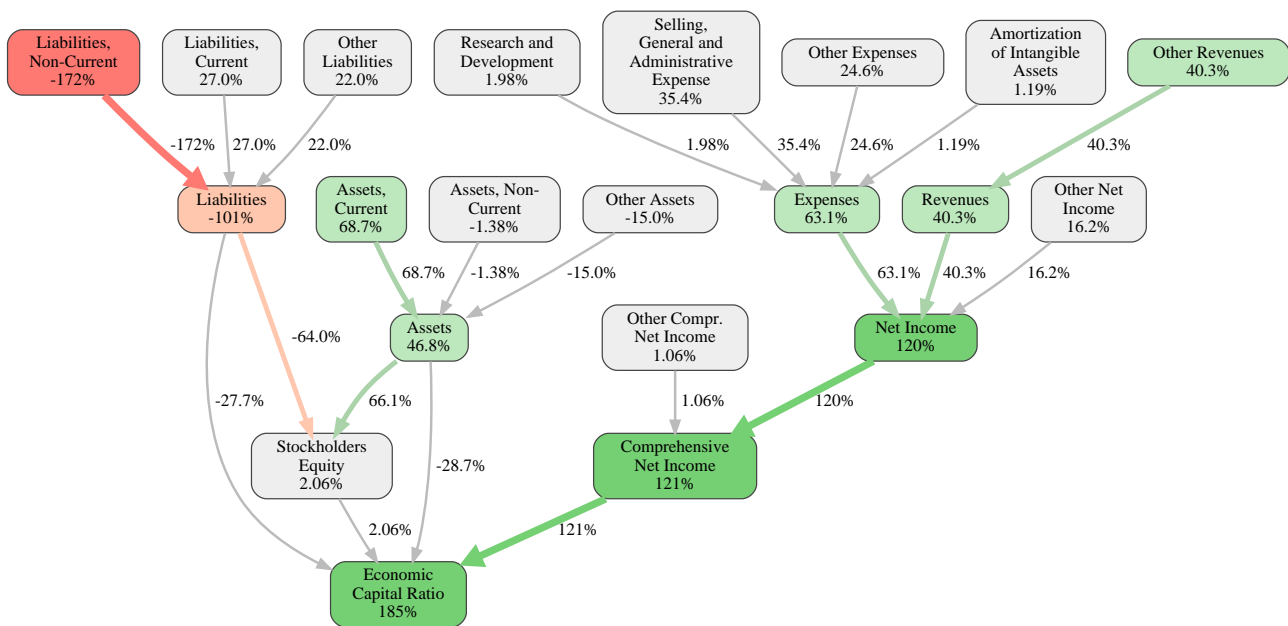 Liabilities,
Non-Current
-172%
Liabilities,
Current
27.0%
Other
Liabilities
22.0%
Research and
Development
1.98%
Selling,
General and
Administrative
Expense
35.4%
Other Expenses
24.6%
Amortization
of Intangible
Assets
1.19%
Other Revenues
40.3%
-172%
27.0%
22.0%
1.98%
35.4%
24.6%
1.19%
40.3%
Liabilities
-101%
Assets,
Current
68.7%
Assets, Non-
Current
-1.38%
Other Assets
-15.0%
Expenses
63.1%
Revenues
40.3%
Other Net
Income
16.2%
68.7%
-1.38%
-15.0%
63.1%
40.3%
16.2%
-64.0%
Assets
46.8%
Other Compr.
Net Income
1.06%
Net Income
120%
-27.7%
66.1%
1.06%
120%
Stockholders
Equity
2.06%
-28.7%
Comprehensive
Net Income
121%
2.06%
121%
Economic
Capital Ratio
185%